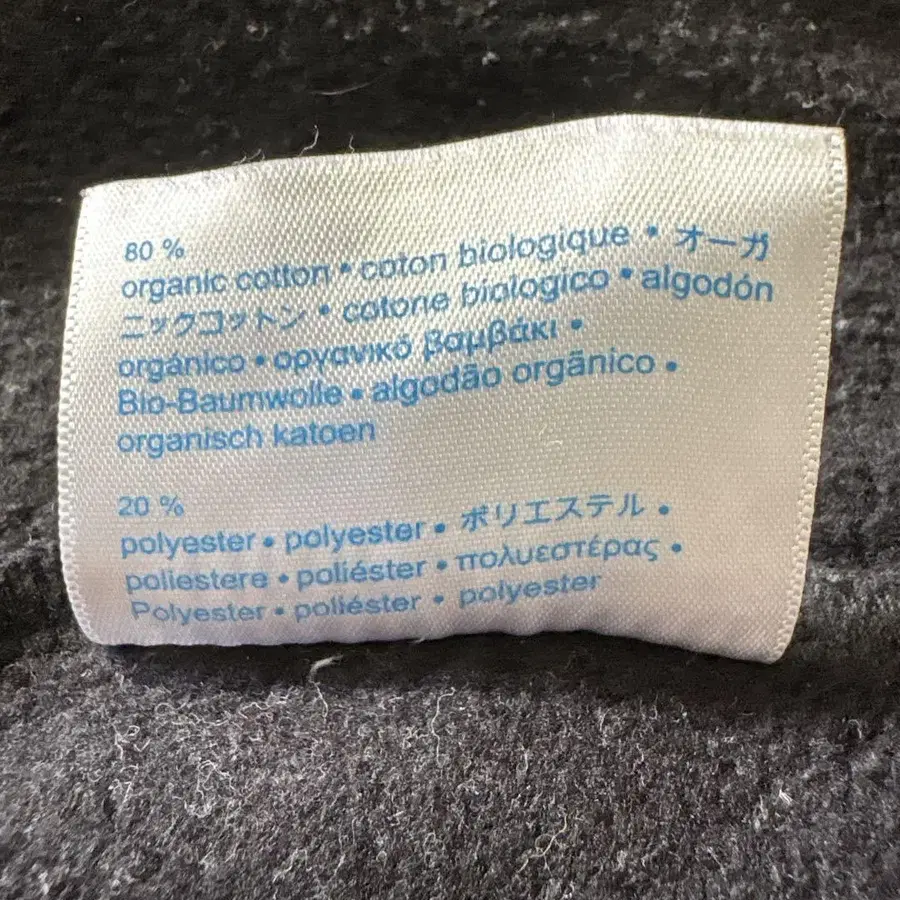 80 %
organic cotton • coton biologique • オーガ
ニックコットン • cotone biologico • algodón
orgánico • οργανικό βαμβάκι •
Bio-Baumwolle • algodão orgânico •
organisch katoen
20 %
polyester • polyester • ポリエステル •
poliestere • poliéster • πολυεστέρας •
Polyester • poliéster • polyester